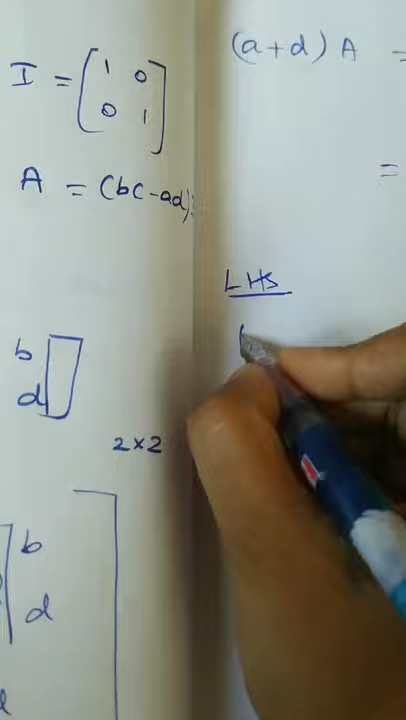 I = [1 0
0 1]
A = (bc-ad)
b
d
2×2
b
d
(a+d) A =
=
LHS